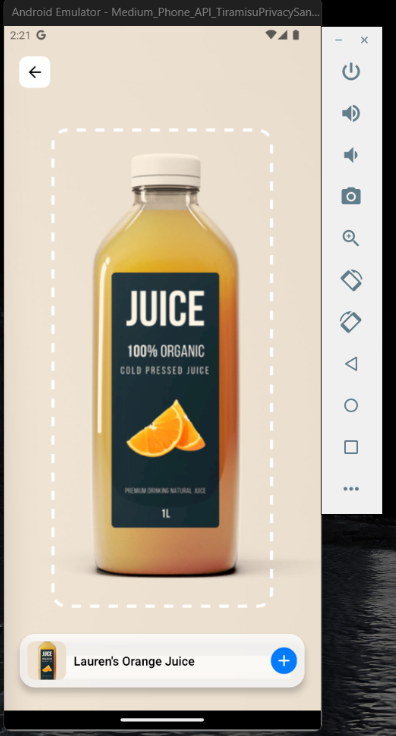 Android Emulator - Medium_Phone_API_TiramisuPrivacySan...
2:21 G
JUICE
100% ORGANIC
COLD PRESSED JUICE
PREMIUM DRINKING NATURAL JUICE
1L
JUICE
Lauren's Orange Juice